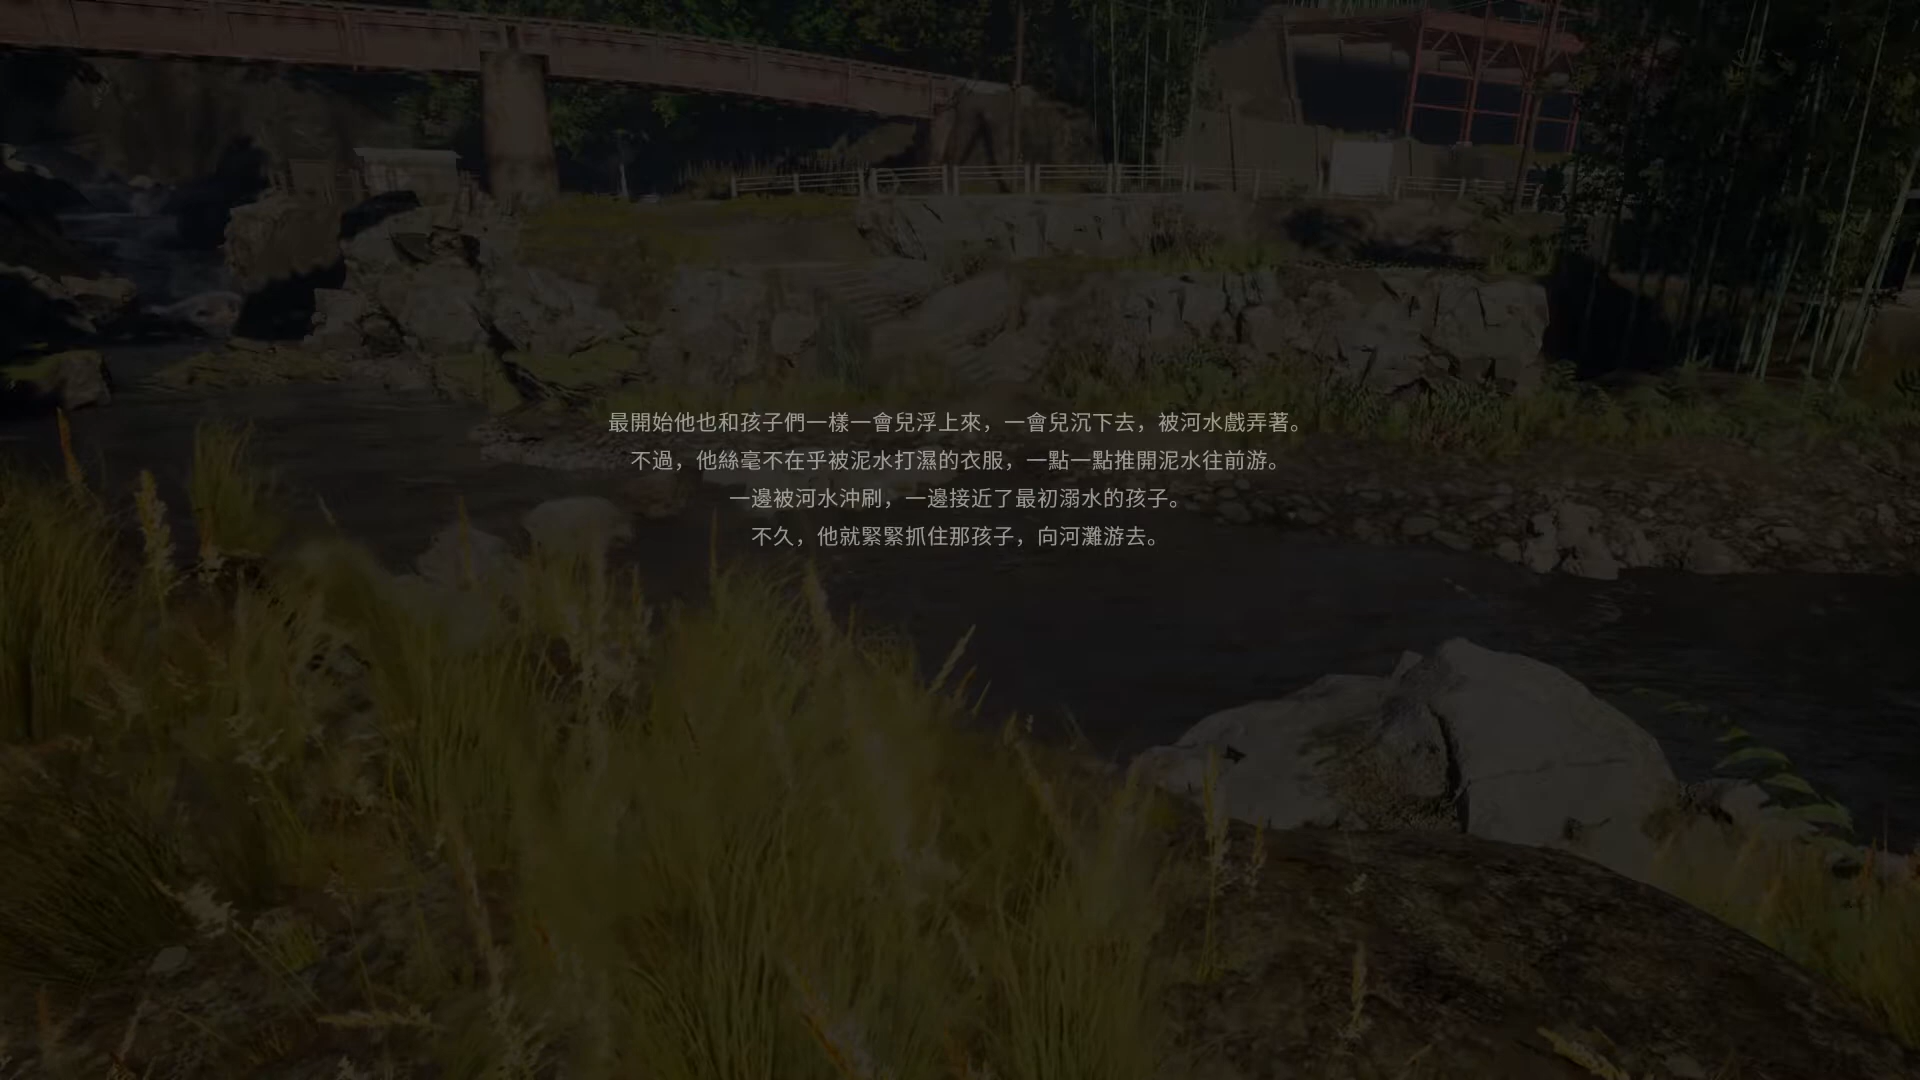 最開始他也和孩子們一樣一會兒浮上來，一會兒沉下去，被河水戲弄著。
不過，他絲毫不在乎被泥水打濕的衣服，一點一點推開泥水往前游。
一邊被河水沖刷，一邊接近了最初溺水的孩子。
不久，他就緊緊抓住那孩子，向河灘游去。